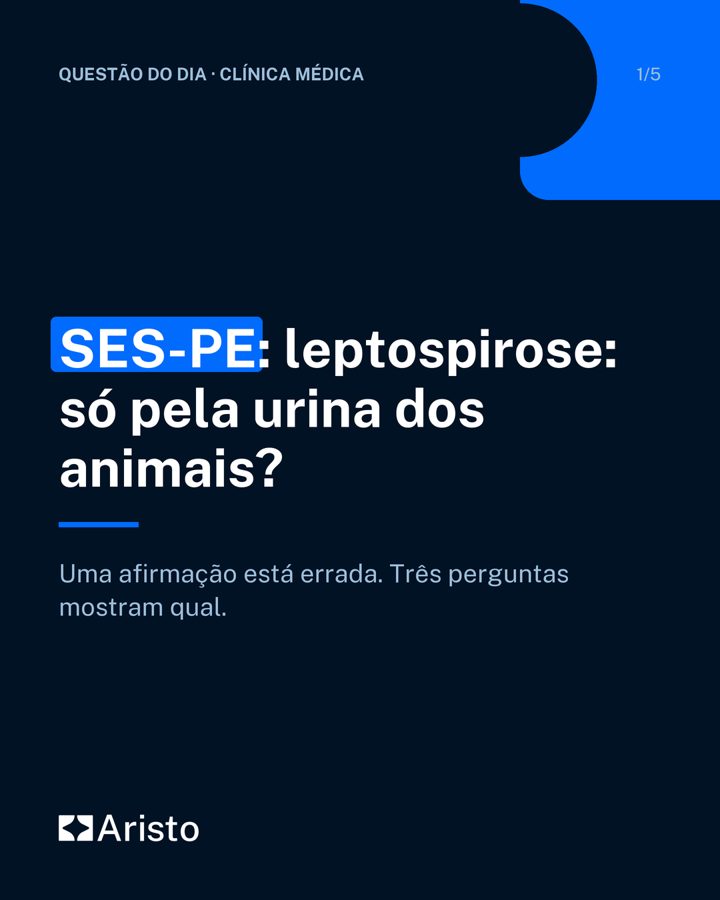 QUESTÃO DO DIA · CLÍNICA MÉDICA
1/5
SES-PE: leptospirose:
só pela urina dos
animais?
Uma afirmação está errada. Três perguntas
mostram qual.
Aristo